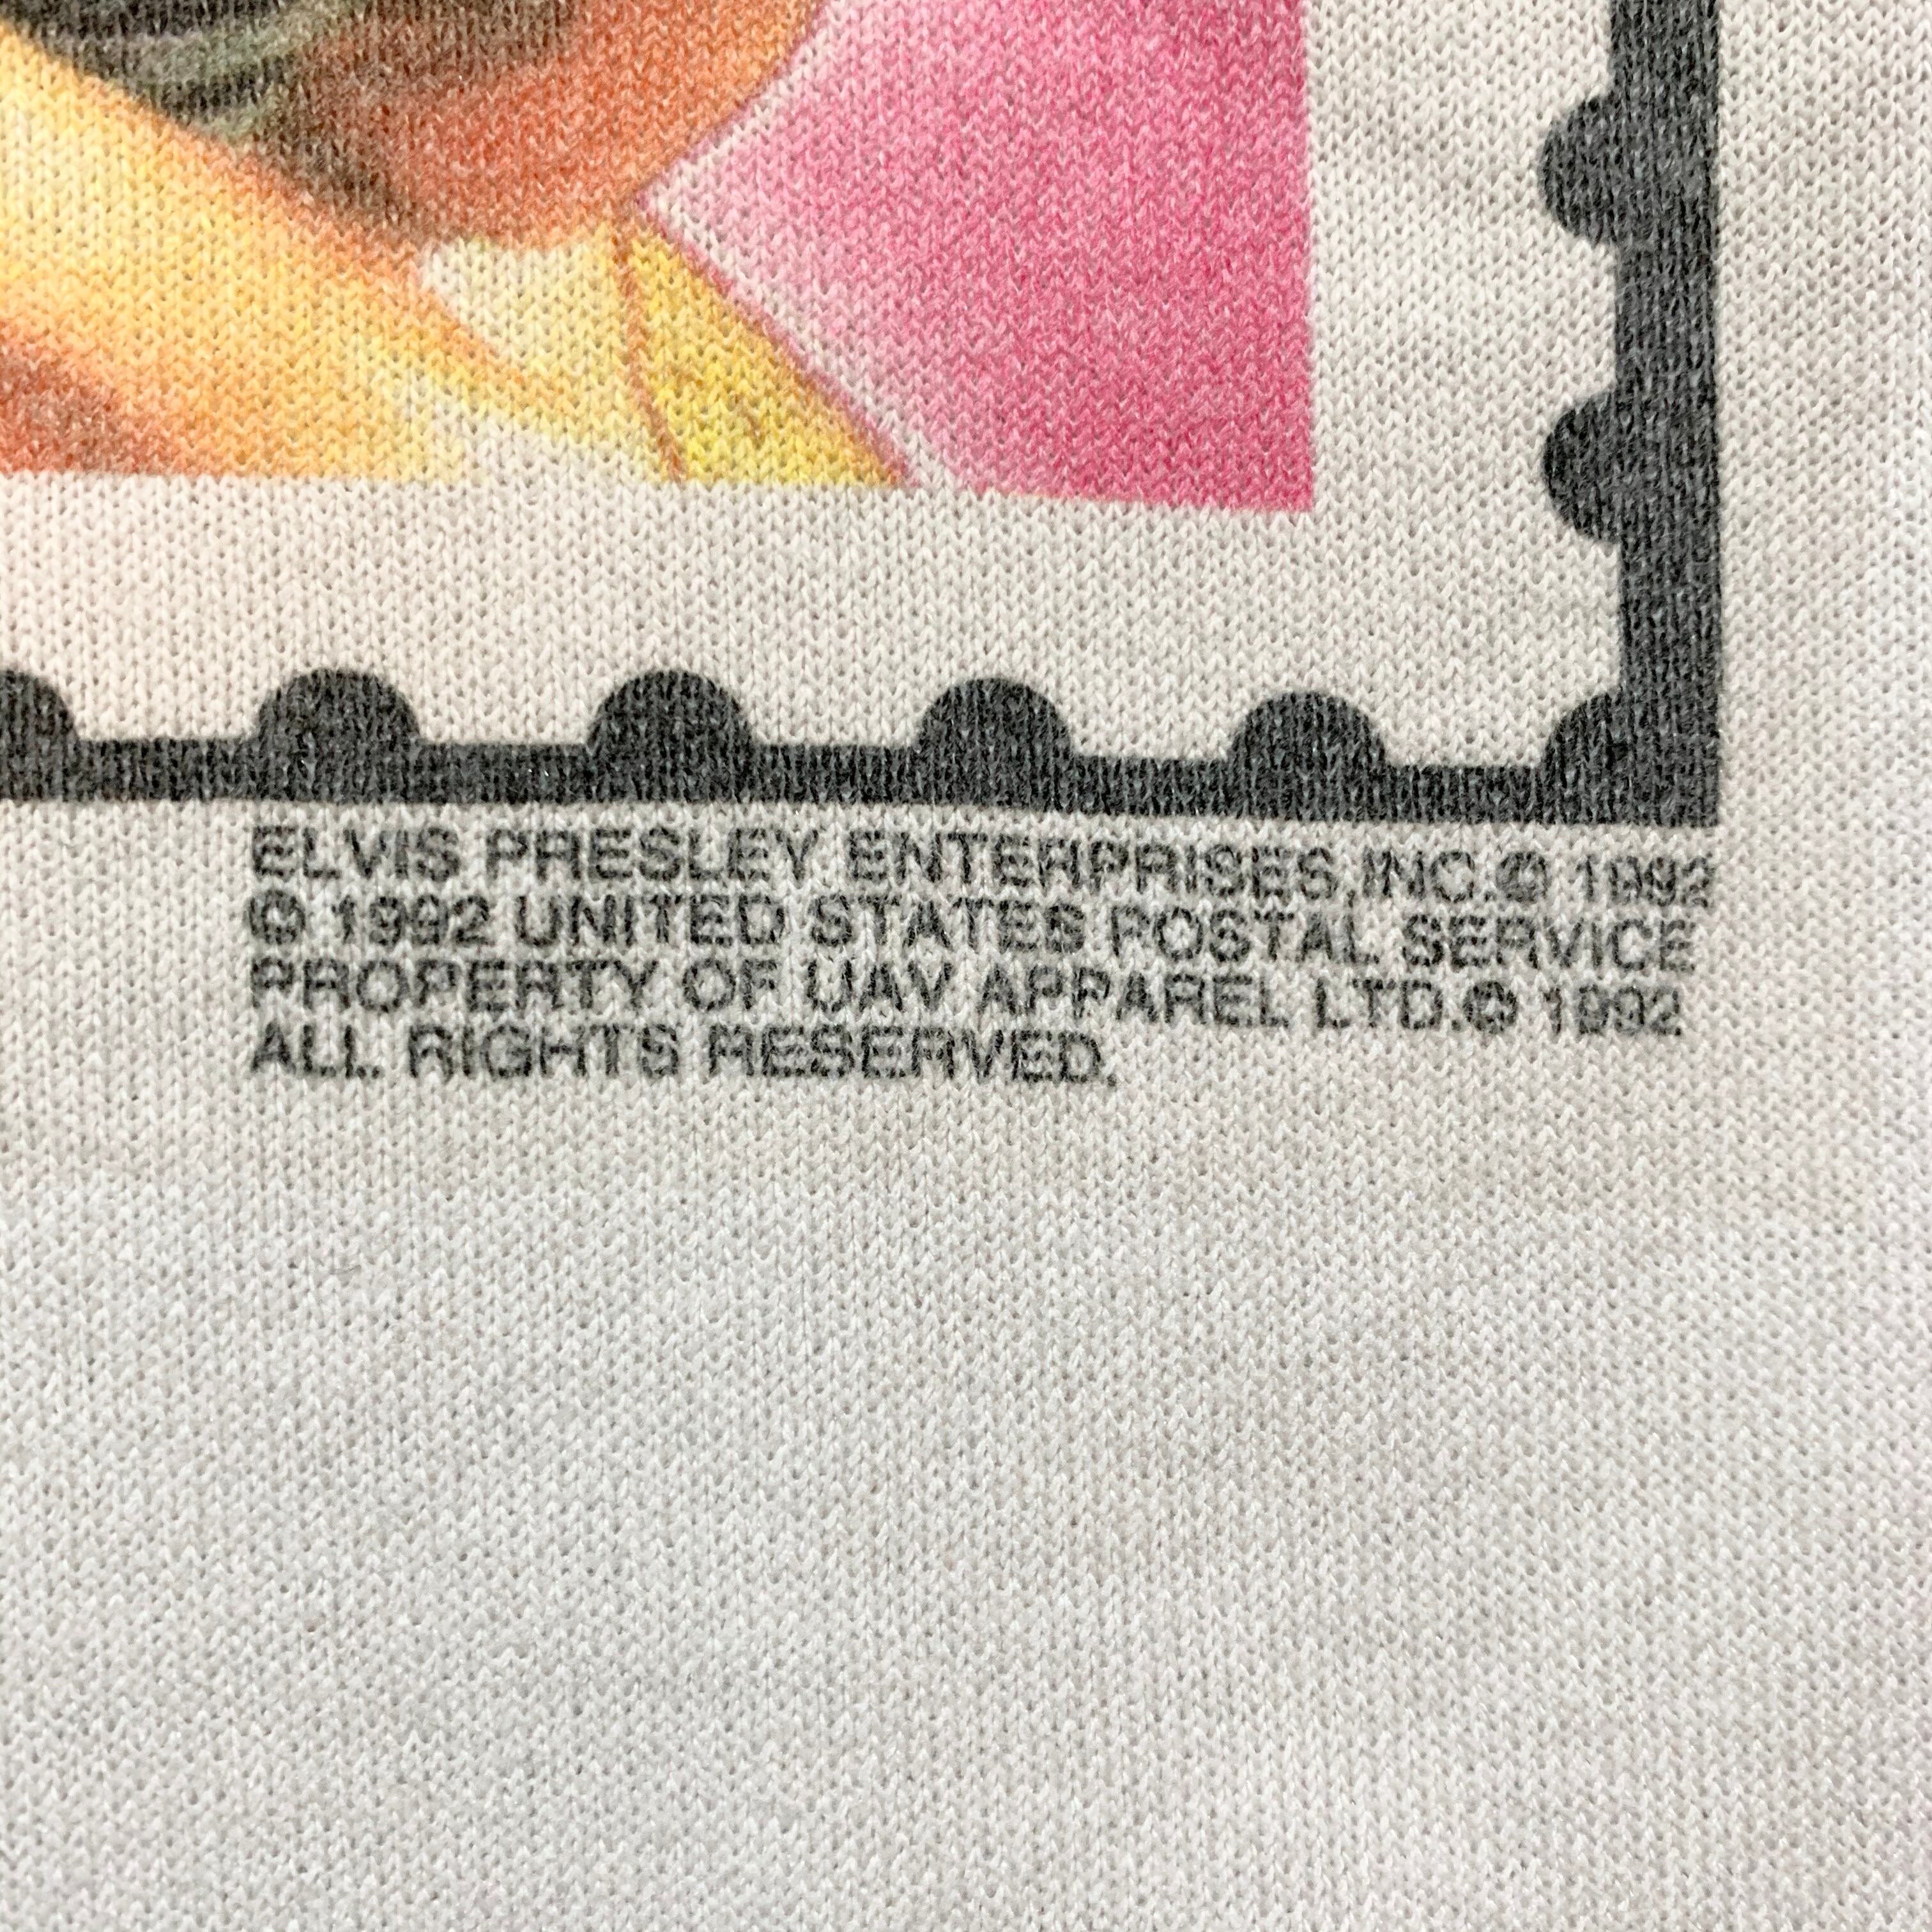 ELVIS PRESLEY ENTERPRISES, INC. © 1992
© 1992 UNITED STATES POSTAL SERVICE
PROPERTY OF UAV APPAREL LTD. © 1992
ALL RIGHTS RESERVED.